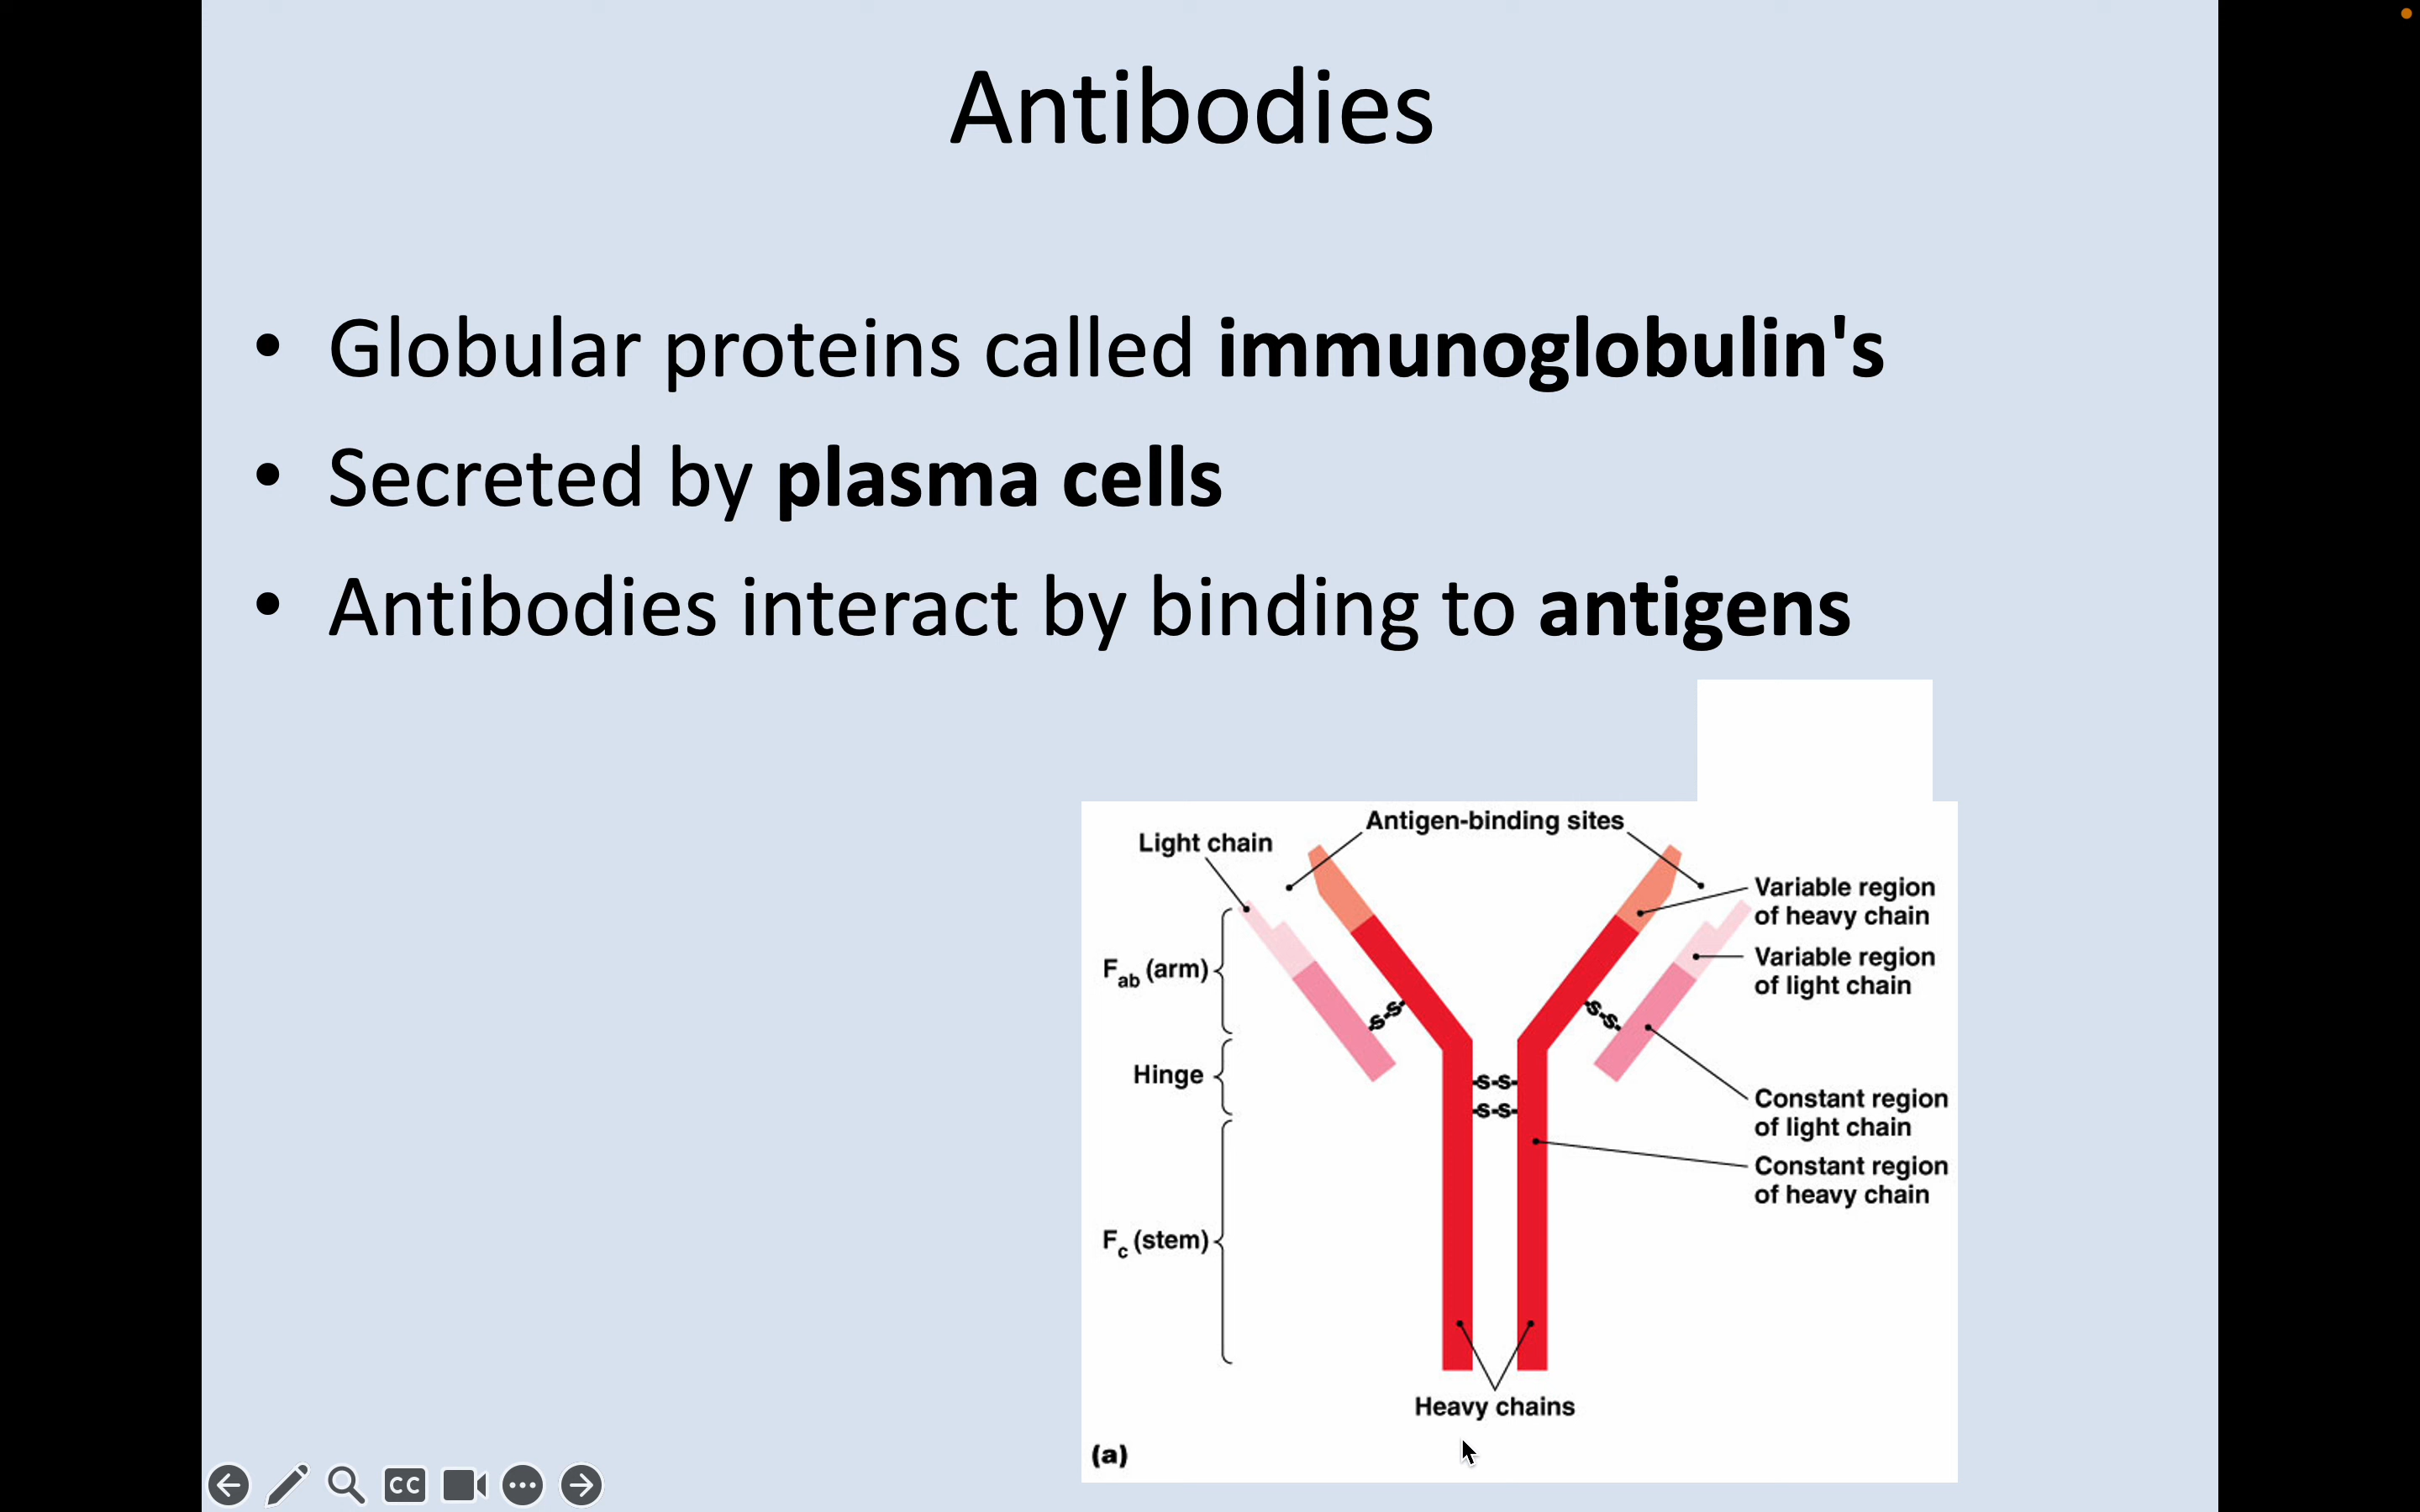 Antibodies
• Globular proteins called immunoglobulin's
• Secreted by plasma cells
• Antibodies interact by binding to antigens
Antigen-binding sites
Light chain
Variable region
of heavy chain
Variable region
of light chain
Fab (arm)
S-S
S-S
Hinge
-S-S-
-S-S-
Constant region
of light chain
Constant region
of heavy chain
Fc (stem)
Heavy chains
(a)
CC